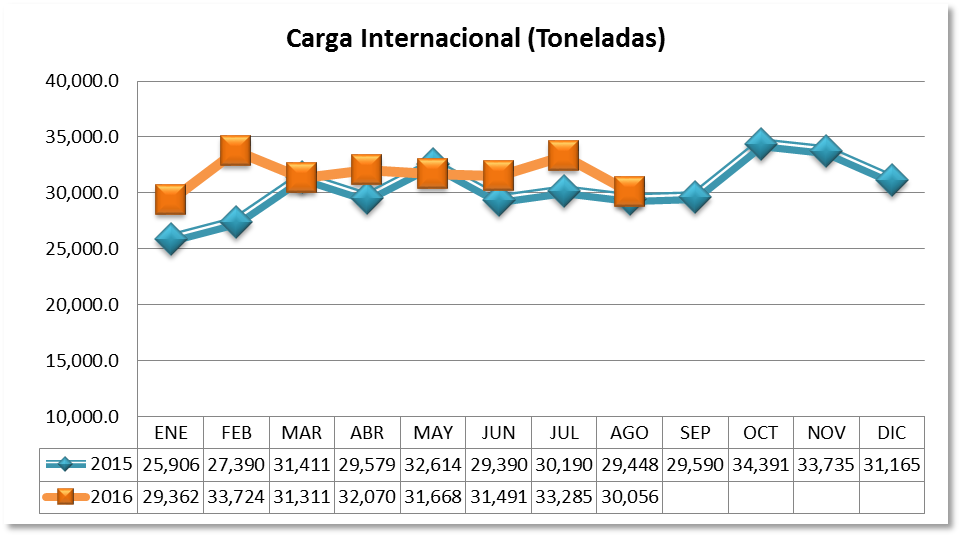 Carga Internacional (Toneladas)
40,000.0
35,000.0
30,000.0
25,000.0
20,000.0
15,000.0
10,000.0
ENE FEB MAR ABR MAY JUN JUL AGO SEP OCT NOV DIC
2015 25,906 27,390 31,411 29,579 32,614 29,390 30,190 29,448 29,590 34,391 33,735 31,165
2016 29,362 33,724 31,311 32,070 31,668 31,491 33,285 30,056